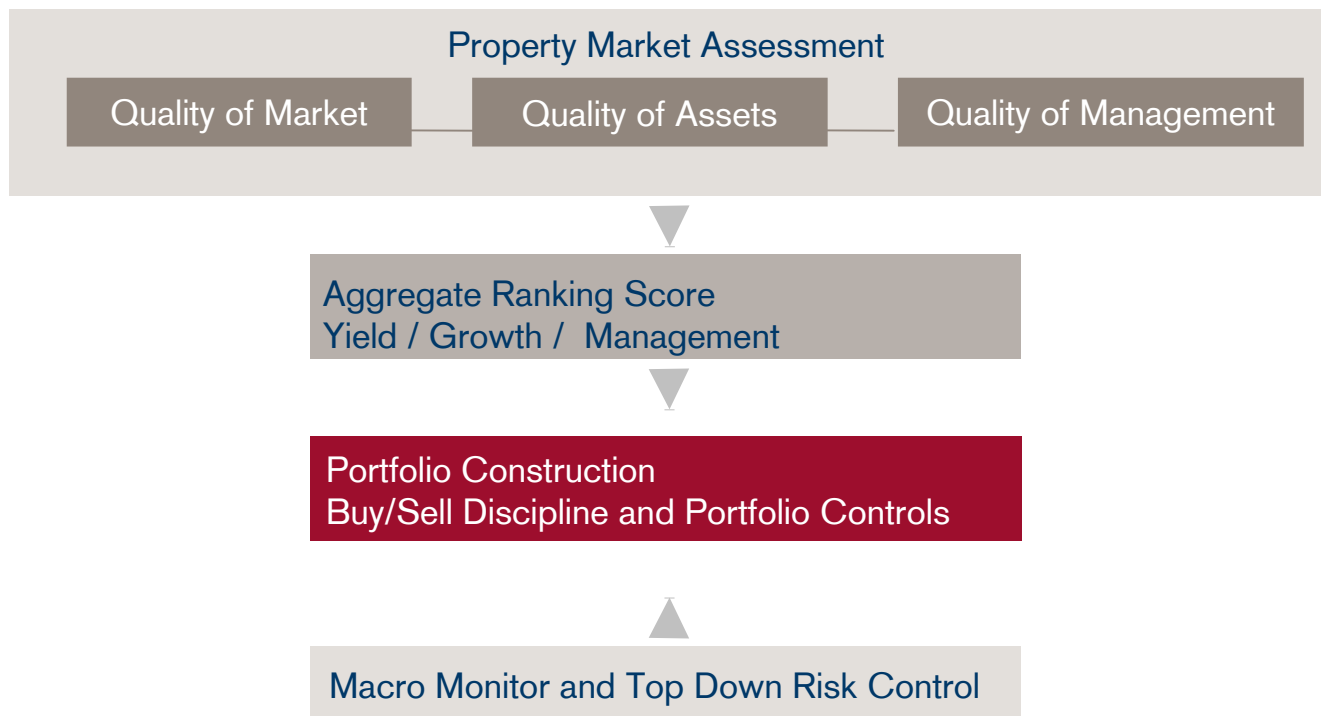 Property Market Assessment
Quality of Market
Quality of Assets
Quality of Management
Aggregate Ranking Score
Yield / Growth / Management
Portfolio Construction
Buy/Sell Discipline and Portfolio Controls
Macro Monitor and Top Down Risk Control